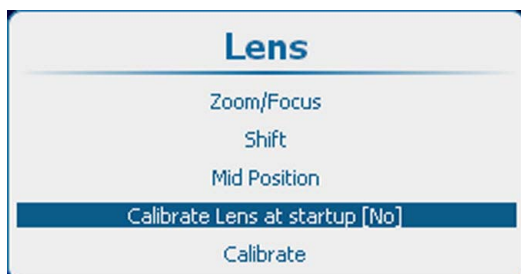 Lens
Zoom/Focus
Shift
Mid Position
Calibrate Lens at startup [No]
Calibrate